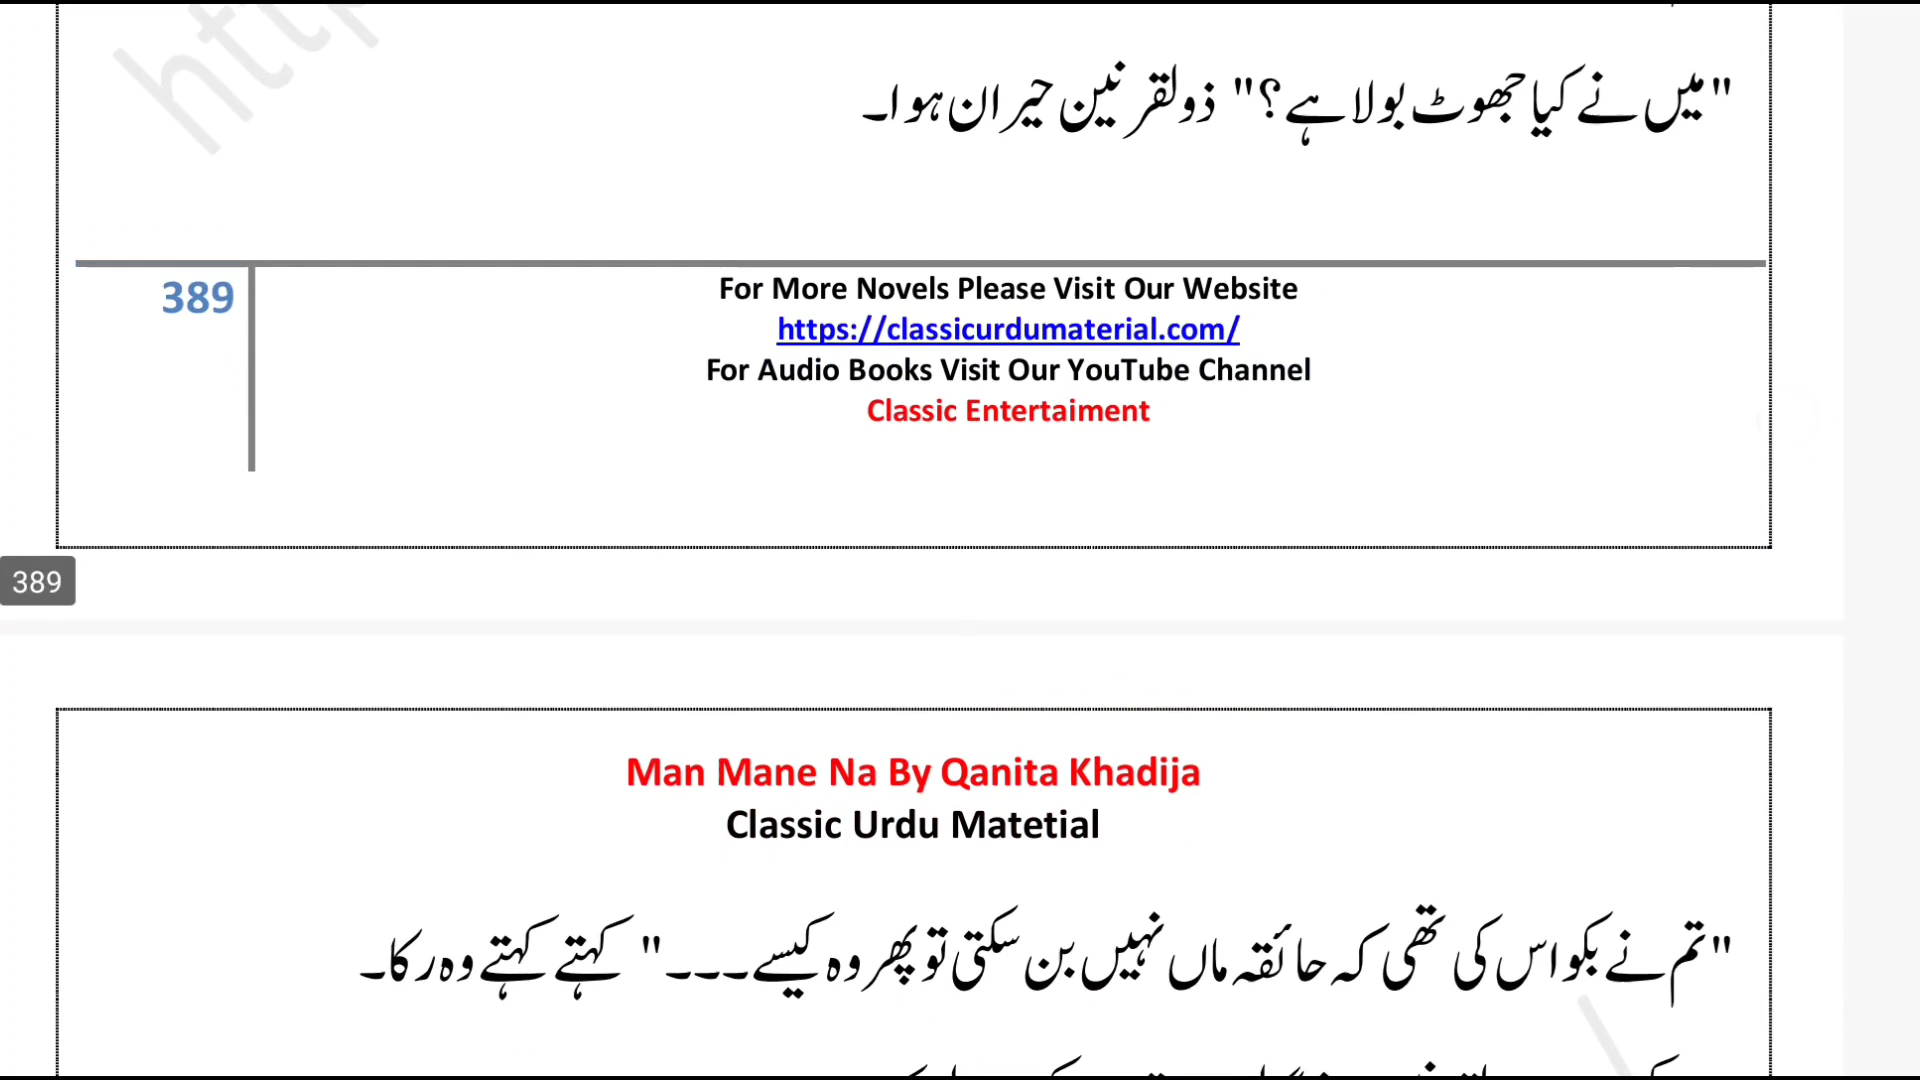 "میں نے کیا جھوٹ بولا ہے؟" ذولقرنین حیران ہوا۔
389
For More Novels Please Visit Our Website
https://classicurdumaterial.com/
For Audio Books Visit Our YouTube Channel
Classic Entertaiment
389
Man Mane Na By Qanita Khadija
Classic Urdu Matetial
"تم نے بکواس کی تھی کہ حائقہ ماں نہیں بن سکتی تو پھر وہ کیسے۔۔۔" کہتے کہتے وہ رکا۔